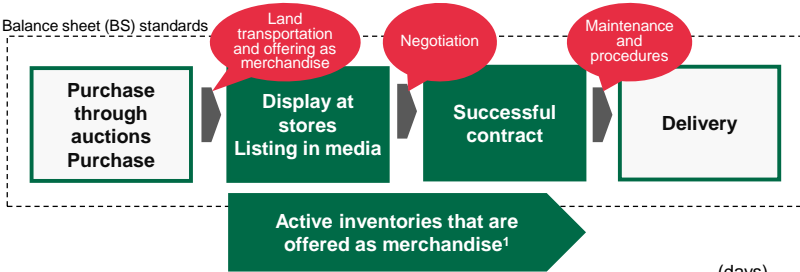 Balance sheet (BS) standards
Land
transportation
and offering as
merchandise
Negotiation
Maintenance
and
procedures
Purchase
through
auctions
Purchase
Display at
stores
Listing in media
Successful
contract
Delivery
Active inventories that are
offered as merchandise¹
(days)